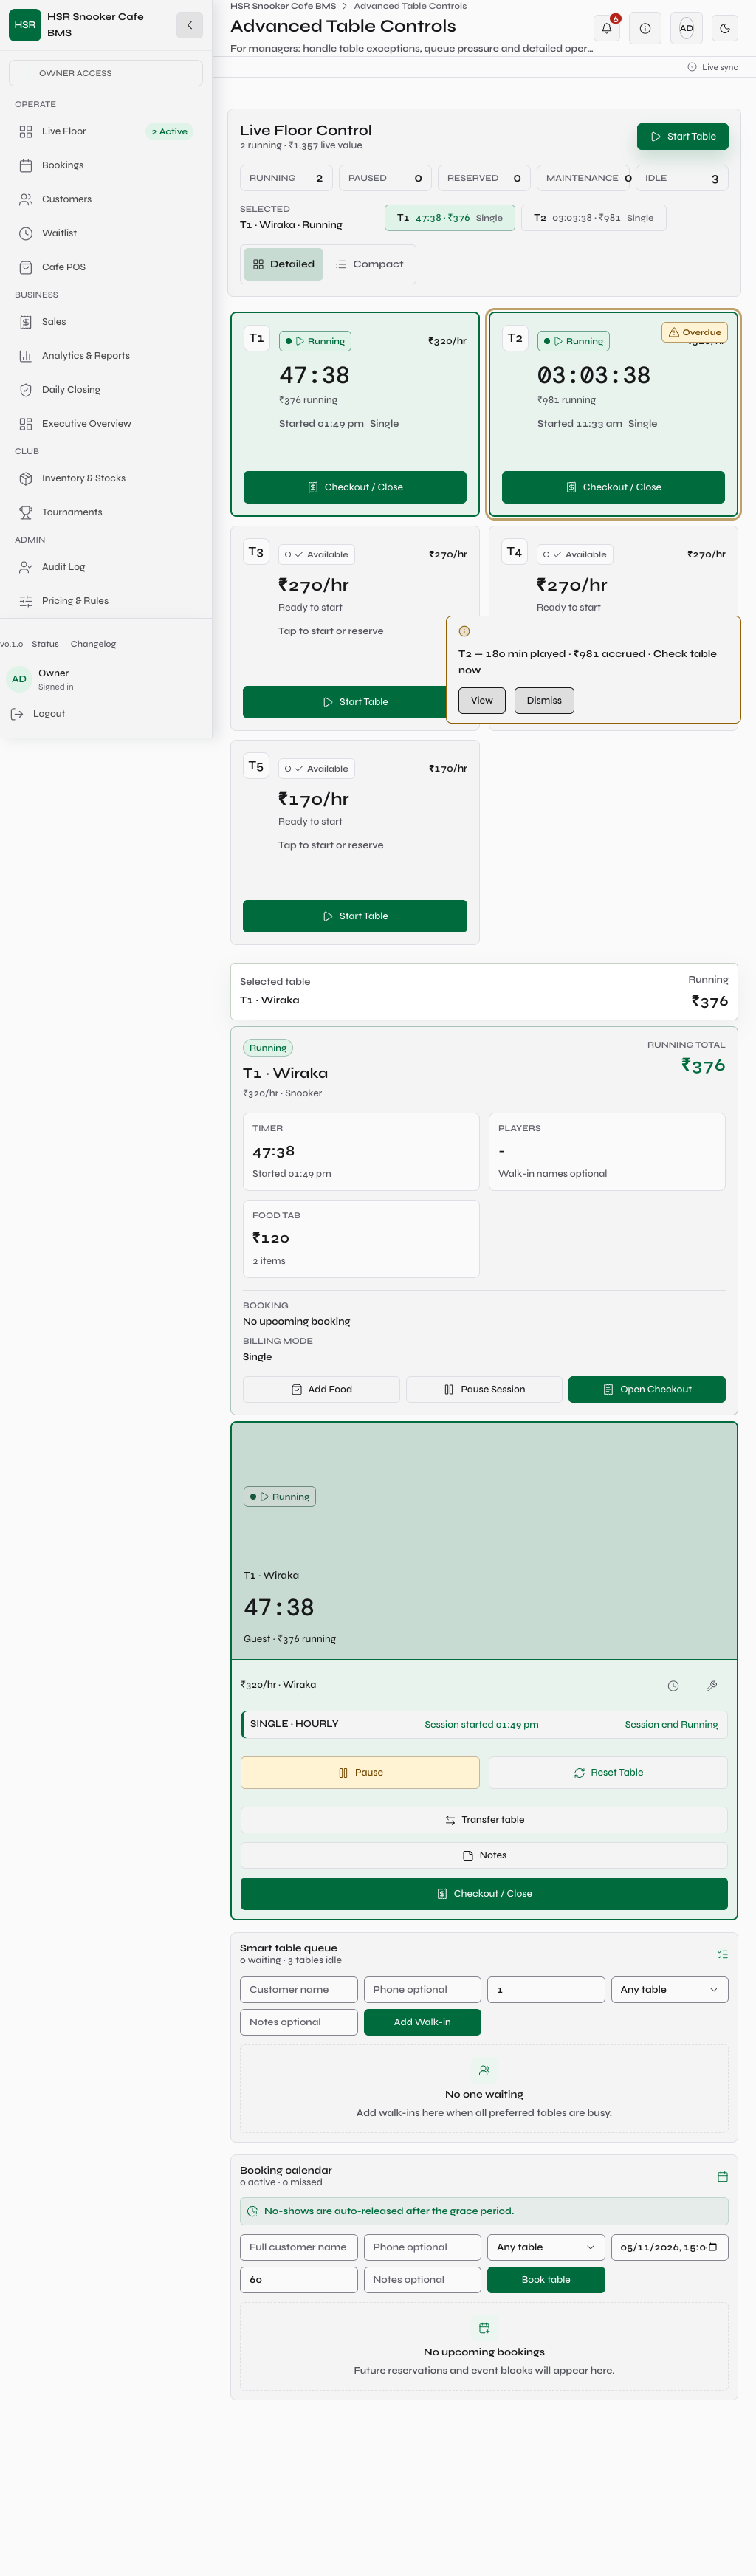 HSR
HSR Snooker Cafe BMS
OWNER ACCESS
OPERATE
Live Floor
2 Active
Bookings
Customers
Waitlist
Cafe POS
BUSINESS
Sales
Analytics & Reports
Daily Closing
Executive Overview
CLUB
Inventory & Stocks
Tournaments
ADMIN
Audit Log
Pricing & Rules
v0.1.0 Status Changelog
AD
Owner
Signed in
Logout
HSR Snooker Cafe BMS > Advanced Table Controls
Advanced Table Controls
For managers: handle table exceptions, queue pressure and detailed oper...
6
AD
Live sync
Live Floor Control
2 running · ₹1,357 live value
Start Table
RUNNING 2
PAUSED 0
RESERVED 0
MAINTENANCE 0
IDLE 3
SELECTED
T1 · Wiraka · Running
T1 47:38 · ₹376 Single
T2 03:03:38 · ₹981 Single
Detailed
Compact
T1
Running
₹320/hr
47:38
₹376 running
Started 01:49 pm Single
Checkout / Close
T2
Running
Overdue
03:03:38
₹981 running
Started 11:33 am Single
Checkout / Close
T3
Available
₹270/hr
₹270/hr
Ready to start
Tap to start or reserve
Start Table
T4
Available
₹270/hr
₹270/hr
Ready to start
T2 — 180 min played · ₹981 accrued · Check table now
View
Dismiss
T5
Available
₹170/hr
₹170/hr
Ready to start
Tap to start or reserve
Start Table
Selected table
T1 · Wiraka
Running
₹376
Running
T1 · Wiraka
₹320/hr · Snooker
RUNNING TOTAL
₹376
TIMER
47:38
Started 01:49 pm
PLAYERS
-
Walk-in names optional
FOOD TAB
₹120
2 items
BOOKING
No upcoming booking
BILLING MODE
Single
Add Food
Pause Session
Open Checkout
Running
T1 · Wiraka
47:38
Guest · ₹376 running
₹320/hr · Wiraka
SINGLE · HOURLY
Session started 01:49 pm
Session end Running
Pause
Reset Table
Transfer table
Notes
Checkout / Close
Smart table queue
0 waiting · 3 tables idle
Customer name
Phone optional
1
Any table
Notes optional
Add Walk-in
No one waiting
Add walk-ins here when all preferred tables are busy.
Booking calendar
0 active · 0 missed
No-shows are auto-released after the grace period.
Full customer name
Phone optional
Any table
05/11/2026, 15:0
60
Notes optional
Book table
No upcoming bookings
Future reservations and event blocks will appear here.